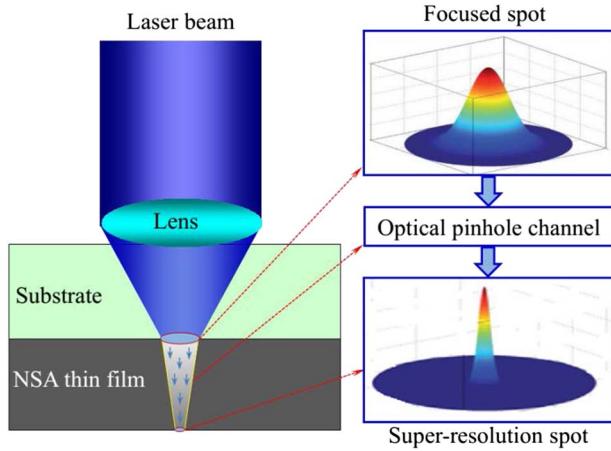 Laser beam
Lens
Substrate
NSA thin film
Focused spot
Optical pinhole channel
Super-resolution spot